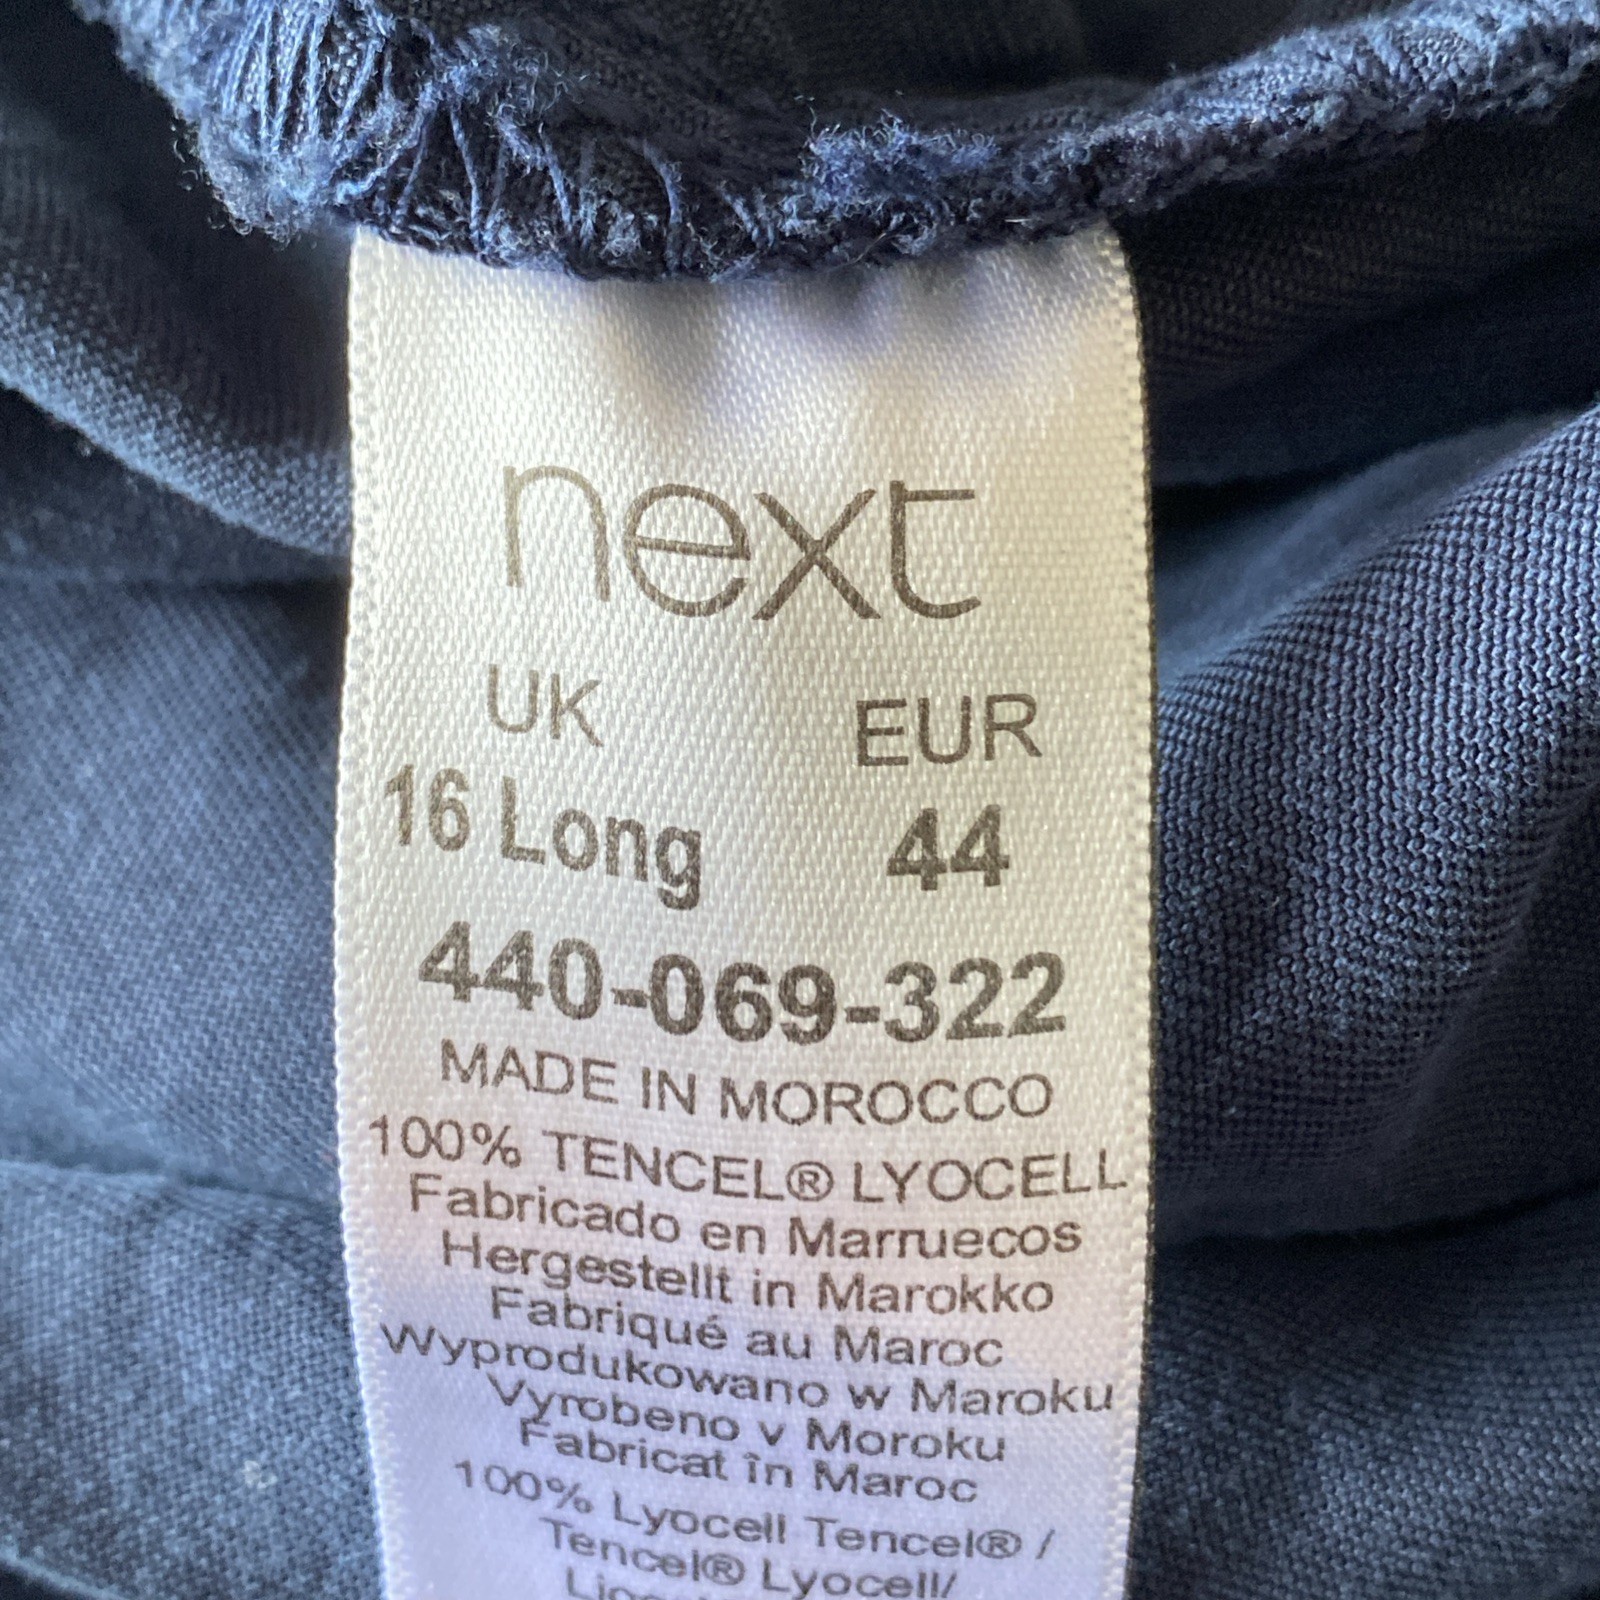 next
UK EUR
16 Long 44
440-069-322
MADE IN MOROCCO
100% TENCEL® LYOCELL
Fabricado en Marruecos
Hergestellt in Marokko
Fabriqué au Maroc
Wyprodukowano w Maroku
Vyrobeno v Moroku
Fabricat în Maroc
100% Lyocell Tencel® /
Tencel® Lyocell/